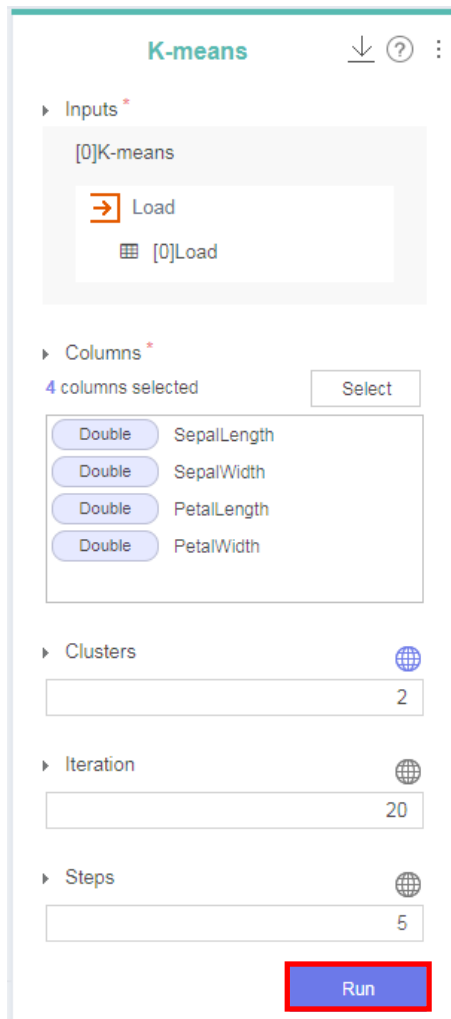 K-means
?
Inputs *
[0]K-means
Load
[0]Load
Columns *
4 columns selected Select
Double SepalLength
Double SepalWidth
Double PetalLength
Double PetalWidth
Clusters
2
Iteration
20
Steps
5
Run